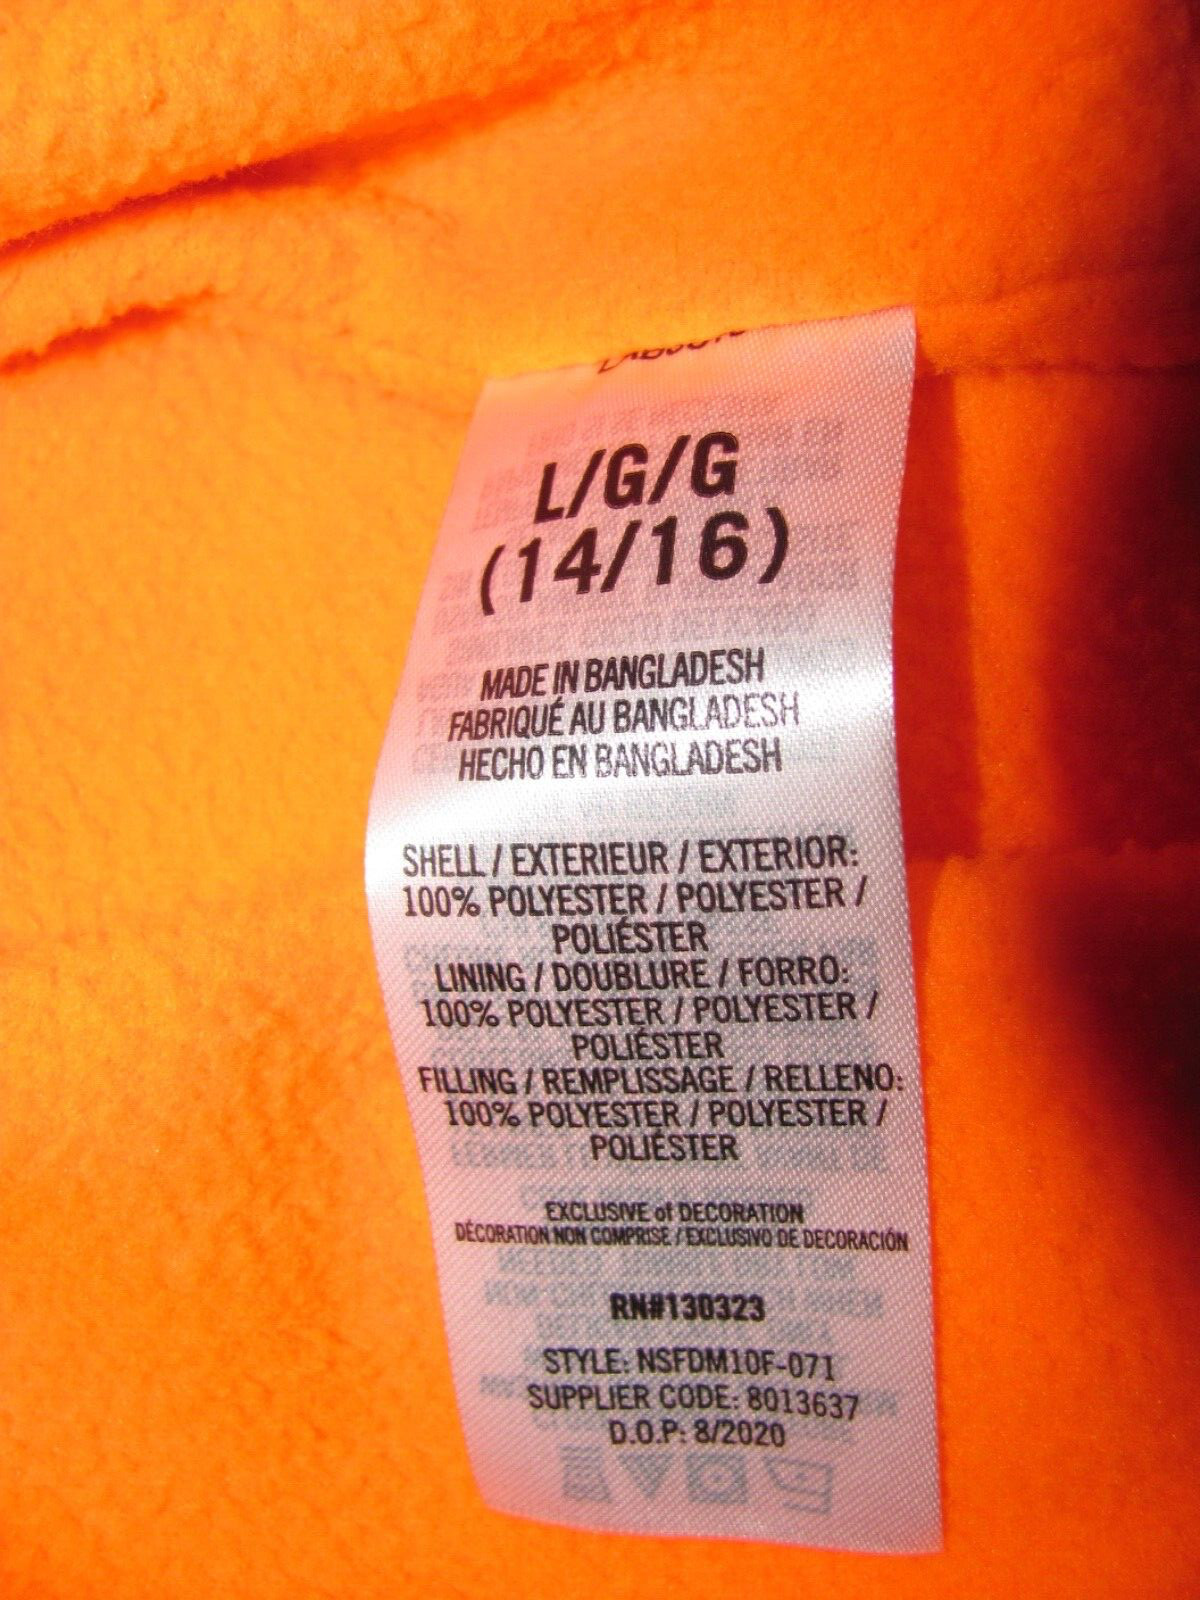 L/G/G
(14/16)
MADE IN BANGLADESH
FABRIQUÉ AU BANGLADESH
HECHO EN BANGLADESH
SHELL / EXTERIEUR / EXTERIOR:
100% POLYESTER / POLYESTER /
POLIÉSTER
LINING / DOUBLURE / FORRO:
100% POLYESTER / POLYESTER /
POLIÉSTER
FILLING / REMPLISSAGE / RELLENO:
100% POLYESTER / POLYESTER /
POLIÉSTER
EXCLUSIVE of DECORATION
DÉCORATION NON COMPRISE / EXCLUSIVO DE DECORACIÓN
RN#130323
STYLE: NSFDM10F-071
SUPPLIER CODE: 8013637
D.O.P: 8/2020